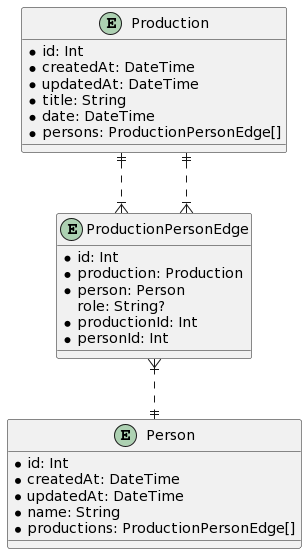 E Production
id: Int
createdAt: DateTime
updatedAt: DateTime
title: String
date: DateTime
persons: ProductionPersonEdge[]
E ProductionPersonEdge
id: Int
production: Production
person: Person
role: String?
productionId: Int
personId: Int
E Person
id: Int
createdAt: DateTime
updatedAt: DateTime
name: String
productions: ProductionPersonEdge[]